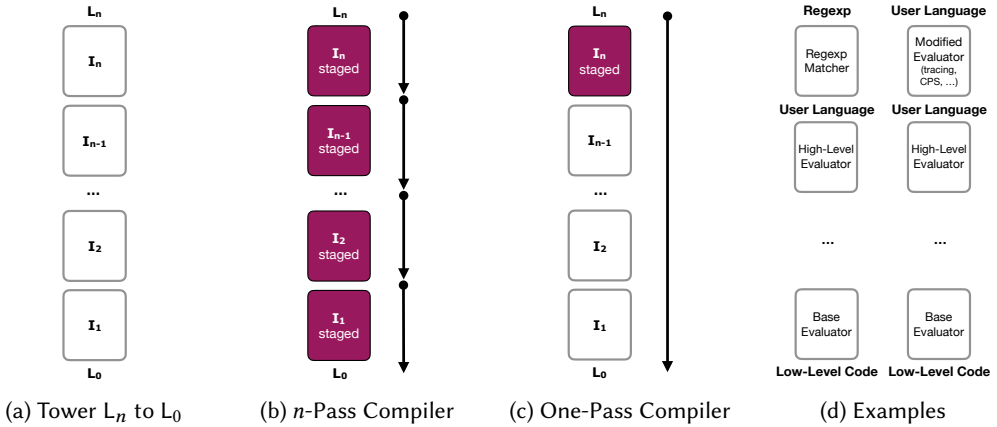 Lₙ
Iₙ
Iₙ₋₁
...
I₂
I₁
L₀
(a) Tower Lₙ to L₀
Lₙ
Iₙ
staged
Iₙ₋₁
staged
...
I₂
staged
I₁
staged
L₀
(b) n-Pass Compiler
Lₙ
Iₙ
staged
Iₙ₋₁
...
I₂
I₁
L₀
(c) One-Pass Compiler
Regexp
Regexp
Matcher
User Language
High-Level
Evaluator
...
Base
Evaluator
Low-Level Code
User Language
Modified
Evaluator
(tracing,
CPS, ...)
User Language
High-Level
Evaluator
...
Base
Evaluator
Low-Level Code
(d) Examples